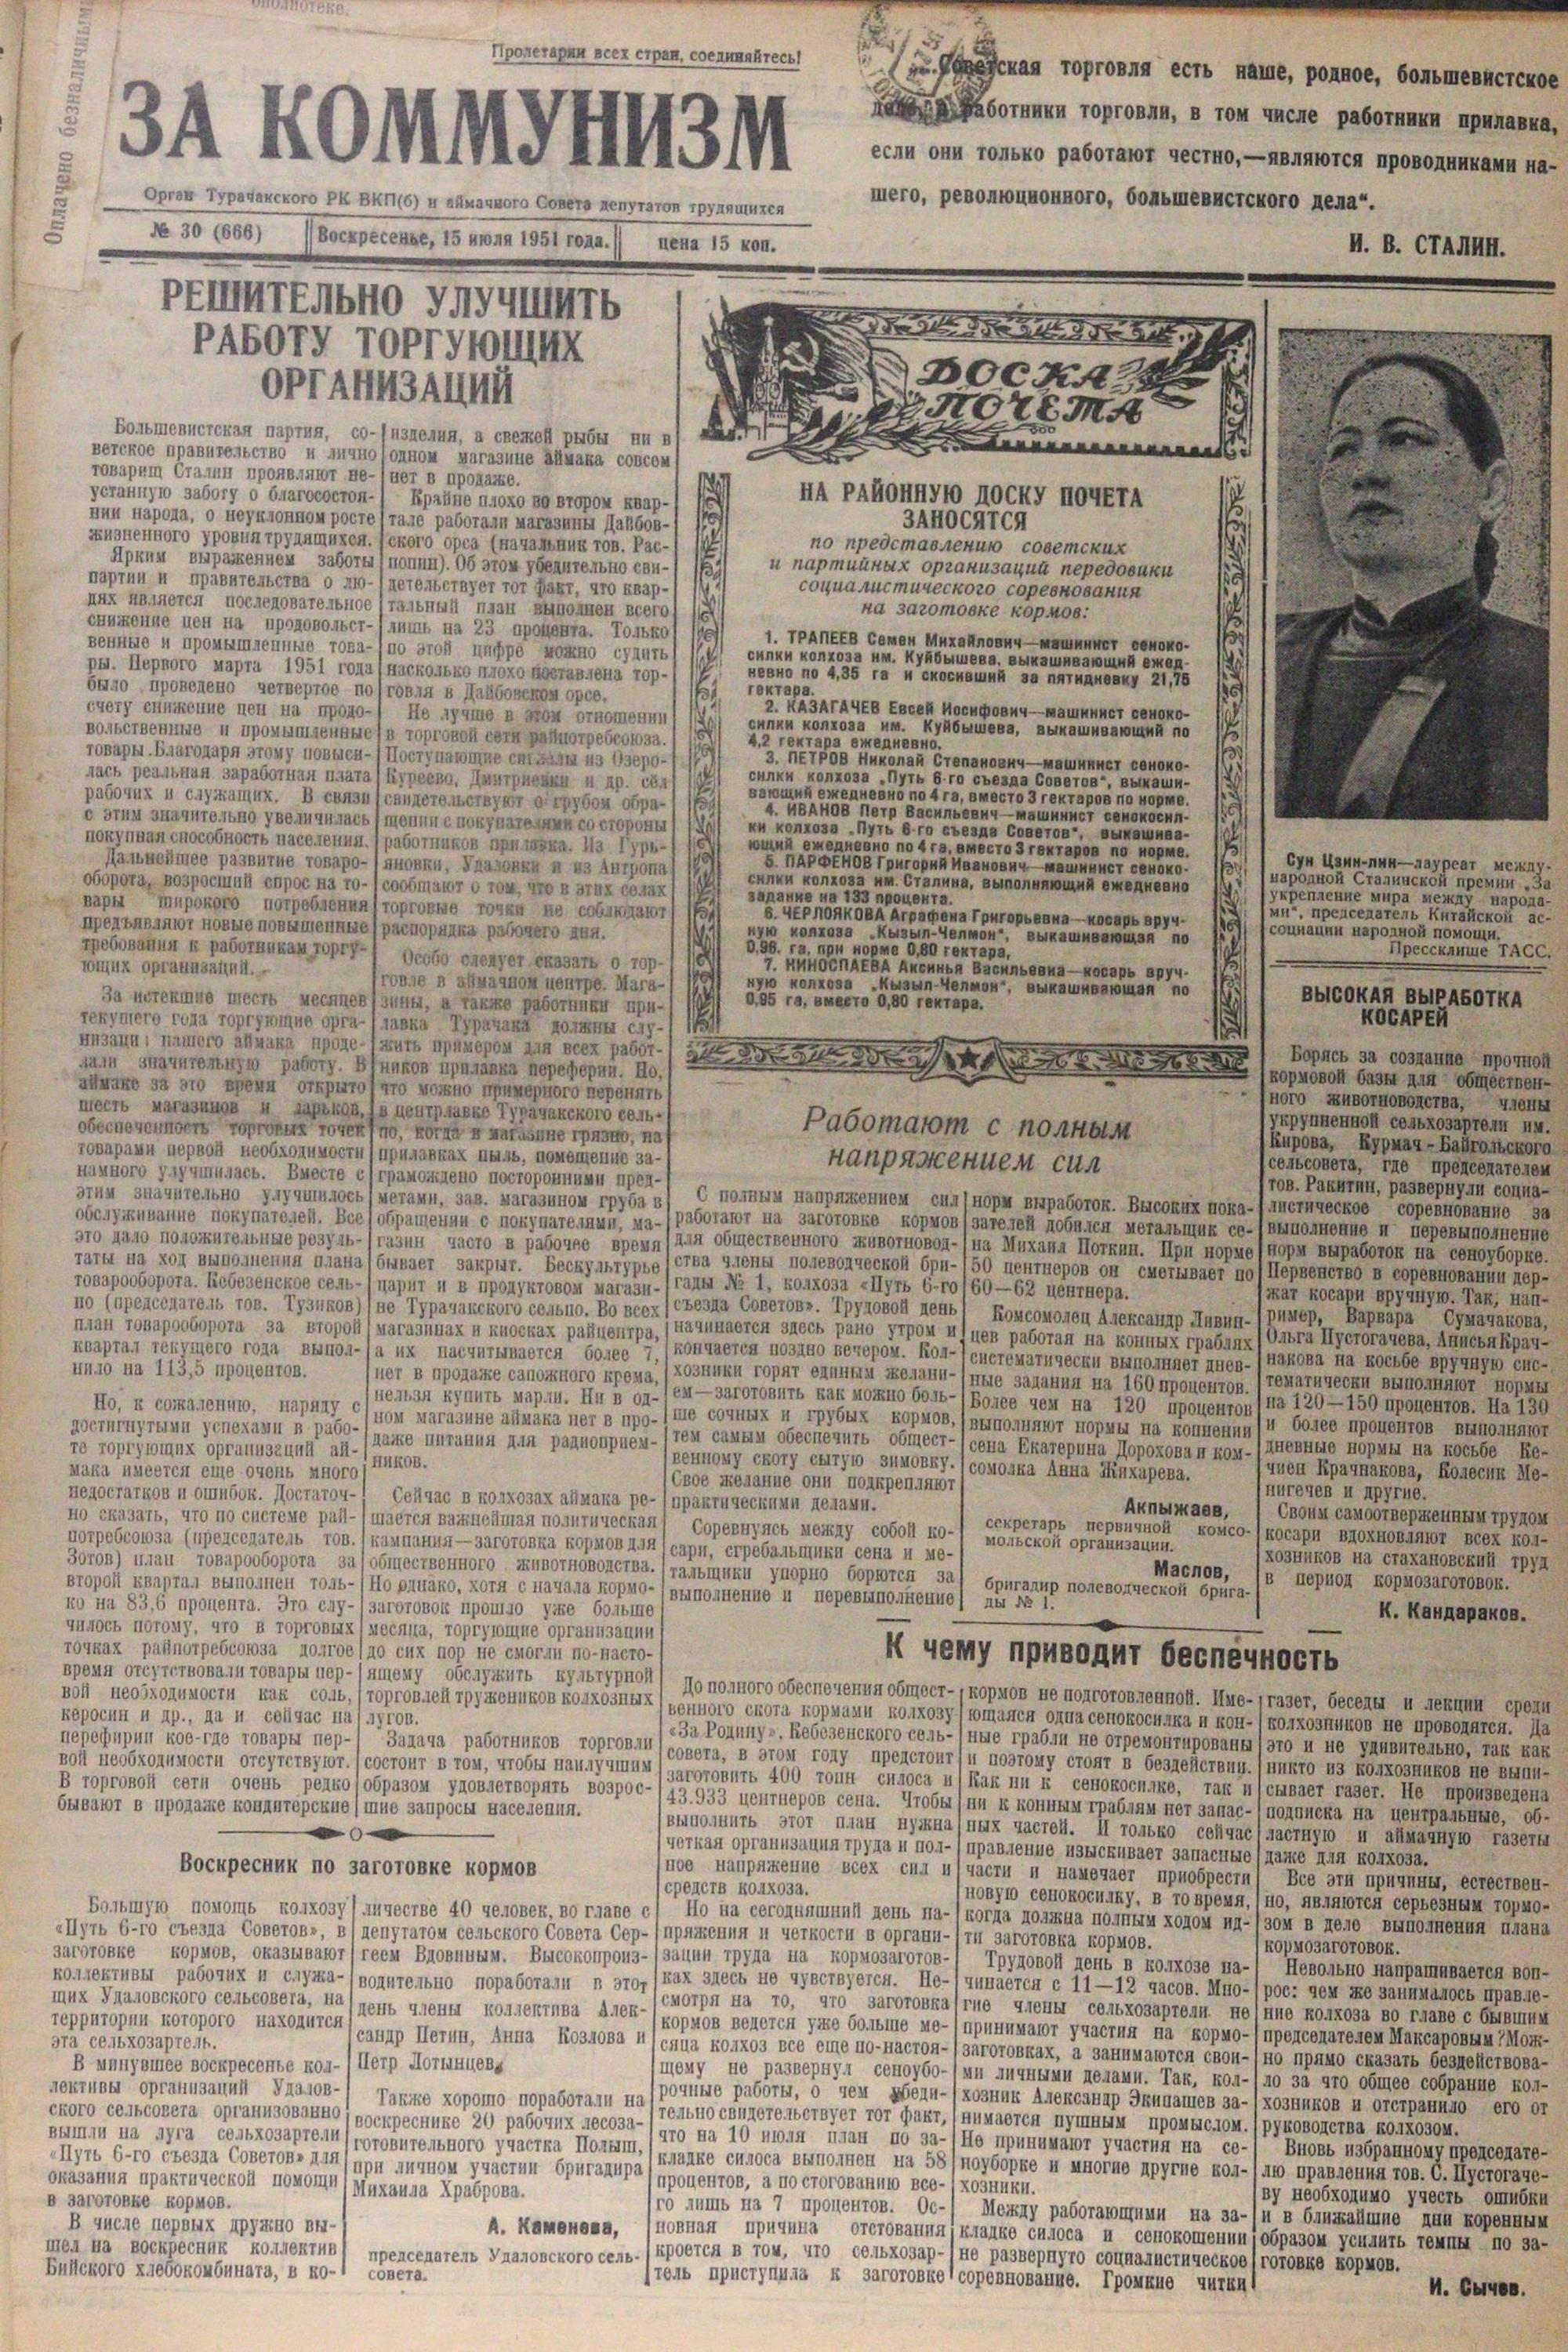 Оплачено безналичным
Пролетарии всех стран, соединяйтесь!
ЗА КОММУНИЗМ
Орган Турачакского РК ВКП(б) и аймачного Совета депутатов трудящихся
№ 30 (666)
Воскресенье, 15 июля 1951 года.
цена 15 коп.
торговля есть наше, родное, большевистское
работники торговли, в том числе работники прилавка,
если они только работают честно,—являются проводниками на-
шего, революционного, большевистского дела“.
И. В. СТАЛИН.
РЕШИТЕЛЬНО УЛУЧШИТЬ
РАБОТУ ТОРГУЮЩИХ
ОРГАНИЗАЦИЙ
Большевистская партия, со-
ветское правительство и лично
товарищ Сталин проявляют не-
устанную заботу о благосостоя-
нии народа, о неуклонном росте
жизненного уровня трудящихся.
Ярким выражением заботы
партии и правительства о лю-
дях является последовательное
снижение цен на продовольст-
венные и промышленные това-
ры. Первого марта 1951 года
было проведено четвертое по
счету снижение цен на продо-
вольственные и промышленные
товары. Благодаря этому повыси-
лась реальная заработная плата
рабочих и служащих. В связи
с этим значительно увеличилась
покупная способность населения.
Дальнейшее развитие товаро-
оборота, возросший спрос на то-
вары широкого потребления
предъявляют новые повышенные
требования к работникам торгу-
ющих организаций.
За истекшие шесть месяцев
текущего года торгующие орга-
низации нашего аймака проде-
лали значительную работу. В
аймаке за это время открыто
шесть магазинов и ларьков,
обеспеченность торговых точек
товарами первой необходимости
намного улучшилась. Вместе с
этим значительно улучшилось
обслуживание покупателей. Все
это дало положительные резуль-
таты на ход выполнения плана
товарооборота. Кебезенское сель-
по (председатель тов. Тузиков)
план товарооборота за второй
квартал текущего года выпол-
нило на 113,5 процентов.
Но, к сожалению, наряду с
достигнутыми успехами в рабо-
те торгующих организаций ай-
мака имеется еще очень много
недостатков и ошибок. Достаточ-
но сказать, что по системе рай-
потребсоюза (председатель тов.
Зотов) план товарооборота за
второй квартал выполнен толь-
ко на 83,6 процента. Это слу-
чилось потому, что в торговых
точках райпотребсоюза долгое
время отсутствовали товары пер-
вой необходимости как соль,
керосин и др., да и сейчас на
перефирии кое-где товары пер-
вой необходимости отсутствуют.
В торговой сети очень редко
бывают в продаже кондитерские
изделия, а свежей рыбы ни в
одном магазине аймака совсем
нет в продаже.
Крайне плохо во втором квар-
тале работали магазины Дайбов-
ского орса (начальник тов. Рас-
попин). Об этом убедительно сви-
детельствует тот факт, что квар-
тальный план выполнен всего
лишь на 23 процента. Только
по этой цифре можно судить
насколько плохо поставлена тор-
говля в Дайбовском орсе.
Не лучше в этом отношении
в торговой сети райпотребсоюза.
Поступающие сигналы из Озеро-
Куреево, Дмитриевки и др. сёл
свидетельствуют о грубом обра-
щении с покупателями со стороны
работников прилавка. Из Гурь-
яновки, Удаловки и из Антропа
сообщают о том, что в этих селах
торговые точки не соблюдают
распорядка рабочего дня.
Особо следует сказать о тор-
говле в аймачном центре. Мага-
зины, а также работники при-
лавка Турачака должны слу-
жить примером для всех работ-
ников прилавка переферии. Но,
что можно примерного перенять
в центрлавке Турачакского сель-
по, когда в магазине грязно, на
прилавках пыль, помещение за-
граждено посторонними пред-
метами, зав. магазином груба в
обращении с покупателями, ма-
газин часто в рабочее время
бывает закрыт. Бескультурье
царит и в продуктовом магази-
не Турачакского сельпо. Во всех
магазинах и киосках райцентра,
а их насчитывается более 7,
нет в продаже сапожного крема,
нельзя купить марли. Ни в од-
ном магазине аймака нет в про-
даже питания для радиоприем-
ников.
Сейчас в колхозах аймака ре-
шается важнейшая политическая
кампания—заготовка кормов для
общественного животноводства.
Но однако, хотя с начала кормо-
заготовок прошло уже больше
месяца, торгующие организации
до сих пор не смогли по-насто-
ящему обслужить культурной
торговлей тружеников колхозных
лугов.
Задача работников торговли
состоит в том, чтобы наилучшим
образом удовлетворять возрос-
шие запросы населения.
Воскресник по заготовке кормов
Большую помощь колхозу
«Путь 6-го съезда Советов», в
заготовке кормов, оказывают
коллективы рабочих и служа-
щих Удаловского сельсовета, на
территории которого находится
эта сельхозартель.
В минувшее воскресенье кол-
лективы организаций Удалов-
ского сельсовета организованно
вышли на луга сельхозартели
«Путь 6-го съезда Советов» для
оказания практической помощи
в заготовке кормов.
В числе первых дружно вы-
шел на воскресник коллектив
Бийского хлебокомбината, в ко-
личестве 40 человек, во главе с
депутатом сельского Совета Сер-
геем Вдовиным. Высокопроиз-
водительно поработали в этот
день члены коллектива Алек-
сандр Петин, Анна Козлова и
Петр Лотынцев.
Также хорошо поработали на
воскреснике 20 рабочих лесоза-
готовительного участка Полыш,
при личном участии бригадира
Михаила Храброва.
А. Каменева,
председатель Удаловского сель-
совета.
ДОСКА
ПОЧЕТА
НА РАЙОННУЮ ДОСКУ ПОЧЕТА
ЗАНОСЯТСЯ
по представлению советских
и партийных организаций передовики
социалистического соревнования
на заготовке кормов:
1. ТРАПЕЕВ Семен Михайлович—машинист сеноко-
силки колхоза им. Куйбышева, выкашивающий ежед-
невно по 4,35 га и скосивший за пятидневку 21,75
гектара.
2. КАЗАГАЧЕВ Евсей Иосифович—машинист сеноко-
силки колхоза им. Куйбышева, выкашивающий по
4,2 гектара ежедневно.
3. ПЕТРОВ Николай Степанович—машинист сеноко-
силки колхоза „Путь 6-го съезда Советов“, выкаши-
вающий ежедневно по 4 га, вместо 3 гектаров по норме.
4. ИВАНОВ Петр Васильевич—машинист сенокосил-
ки колхоза „Путь 6-го съезда Советов“, выкашива-
ющий ежедневно по 4 га, вместо 3 гектаров по норме.
5. ПАРФЕНОВ Григорий Иванович—машинист сеноко-
силки колхоза им. Сталина, выполняющий ежедневно
задание на 133 процента.
6. ЧЕРЛОЯКОВА Аграфена Григорьевна—косарь вруч-
ную колхоза „Кызыл-Челмон“, выкашивающая по
0,96. га, при норме 0,80 гектара,
7. КИНОСПАЕВА Аксинья Васильевна—косарь вруч-
ную колхоза „Кызыл-Челмон“, выкашивающая по
0,95 га, вместо 0,80 гектара.
Работают с полным
напряжением сил
С полным напряжением сил
работают на заготовке кормов
для общественного животновод-
ства члены полеводческой бри-
гады № 1, колхоза «Путь 6-го
съезда Советов». Трудовой день
начинается здесь рано утром и
кончается поздно вечером. Кол-
хозники горят единым желани-
ем—заготовить как можно боль-
ше сочных и грубых кормов,
тем самым обеспечить общест-
венному скоту сытую зимовку.
Свое желание они подкрепляют
практическими делами.
Соревнуясь между собой ко-
сари, сгребальщики сена и ме-
тальщики упорно борются за
выполнение и перевыполнение
норм выработок. Высоких пока-
зателей добился метальщик се-
на Михаил Поткин. При норме
50 центнеров он сметывает по
60—62 центнера.
Комсомолец Александр Ливин-
цев работая на конных граблях
систематически выполняет днев-
ные задания на 160 процентов.
Более чем на 120 процентов
выполняют нормы на копнении
сена Екатерина Дорохова и ком-
сомолка Анна Жихарева.
Акпыжаев,
секретарь первичной комсо-
мольской организации.
Маслов,
бригадир полеводческой брига-
ды № 1.
Сун Цзин-лин—лауреат между-
народной Сталинской премии „За
укрепление мира между народа-
ми“, председатель Китайской ас-
социации народной помощи.
Прессклише ТАСС.
ВЫСОКАЯ ВЫРАБОТКА
КОСАРЕЙ
Борясь за создание прочной
кормовой базы для обществен-
ного животноводства, члены
укрупненной сельхозартели им.
Кирова, Курмач-Байгольского
сельсовета, где председателем
тов. Ракитин, развернули социа-
листическое соревнование за
выполнение и перевыполнение
норм выработок на сеноуборке.
Первенство в соревновании дер-
жат косари вручную. Так, нап-
ример, Варвара Сумачакова,
Ольга Пустогачева, Анисья Крач-
накова на косьбе вручную сис-
тематически выполняют нормы
на 120—150 процентов. На 130
и более процентов выполняют
дневные нормы на косьбе Ке-
чиен Крачнакова, Колесик Ме-
нигечев и другие.
Своим самоотверженным трудом
косари вдохновляют всех кол-
хозников на стахановский труд
в период кормозаготовок.
К. Кандараков.
К чему приводит беспечность
До полного обеспечения общест-
венного скота кормами колхозу
«За Родину». Кебезенского сель-
совета, в этом году предстоит
заготовить 400 тонн силоса и
43.933 центнеров сена. Чтобы
выполнить этот план нужна
четкая организация труда и пол-
ное напряжение всех сил и
средств колхоза.
Но на сегодняшний день на-
пряжения и четкости в органи-
зации труда на кормозаготов-
ках здесь не чувствуется. Не-
смотря на то, что заготовка
кормов ведется уже больше ме-
сяца колхоз все еще по-настоя-
щему не развернул сеноубо-
рочные работы, о чем убеди-
тельно свидетельствует тот факт,
что на 10 июля план по за-
кладке силоса выполнен на 58
процентов, а по стогованию все-
го лишь на 7 процентов. Ос-
новная причина отстования
кроется в том, что сельхозар-
тель приступила к заготовке
кормов не подготовленной. Име-
ющаяся одна сенокосилка и кон-
ные грабли не отремонтированы
и поэтому стоят в бездействии.
Как ни к сенокосилке, так и
ни к конным граблям нет запас-
ных частей. И только сейчас
правление изыскивает запасные
части и намечает приобрести
новую сенокосилку, в то время,
когда должна полным ходом ид-
ти заготовка кормов.
Трудовой день в колхозе на-
чинается с 11—12 часов. Мно-
гие члены сельхозартели не
принимают участия на кормо-
заготовках, а занимаются свои-
ми личными делами. Так, кол-
хозник Александр Экипашев за-
нимается пушным промыслом.
Не принимают участия на се-
ноуборке и многие другие кол-
хозники.
Между работающими на за-
кладке силоса и сенокошении
не развернуто социалистическое
соревнование. Громкие читки
газет, беседы и лекции среди
колхозников не проводятся. Да
это и не удивительно, так как
никто из колхозников не выпи-
сывает газет. Не произведена
подписка на центральные, об-
ластную и аймачную газеты
даже для колхоза.
Все эти причины, естествен-
но, являются серьезным тормо-
зом в деле выполнения плана
кормозаготовок.
Невольно напрашивается воп-
рос: чем же занималось правле-
ние колхоза во главе с бывшим
председателем Максаровым? Мож-
но прямо сказать бездействова-
ло за что общее собрание кол-
хозников и отстранило его от
руководства колхозом.
Вновь избранному председате-
лю правления тов. С. Пустогаче-
ву необходимо учесть ошибки
и в ближайшие дни коренным
образом усилить темпы по за-
готовке кормов.
И. Сычев.